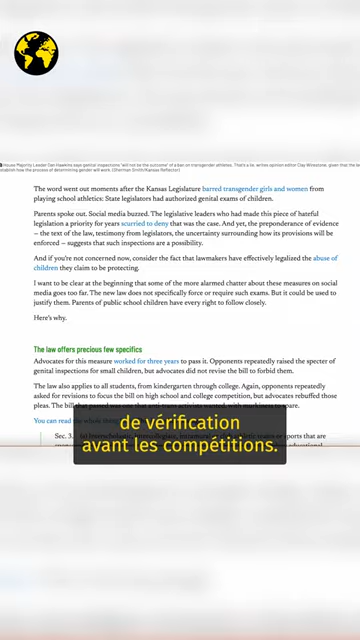 House Majority Leader Dan Hawkins says genital inspections "will not be the outcome" of a ban on transgender athletes. That's a lie, writes opinion editor Clay Wirestone, given that the
establish how the process of determining gender will work. (Sherman Smith/Kansas Reflector)
The word went out moments after the Kansas Legislature barred transgender girls and women from
playing school athletics: State legislators had authorized genital exams of children.
Parents spoke out. Social media buzzed. The legislative leaders who had made this piece of hateful
legislation a priority for years scurried to deny that was the case. And yet, the preponderance of evidence
– the text of the law, testimony from legislators, the uncertainty surrounding how its provisions will be
enforced – suggests that such inspections are a possibility.
And if you're not concerned now, consider the fact that lawmakers have effectively legalized the abuse of
children they claim to be protecting.
I want to be clear at the beginning that some of the more alarmed chatter about these measures on social
media goes too far. The new law does not specifically force or require such exams. But it could be used to
justify them. Parents of public school children have every right to follow closely.
Here's why.
The law offers precious few specifics
Advocates for this measure worked for three years to pass it. Opponents repeatedly raised the specter of
genital inspections for small children, but advocates did not revise the bill to forbid them.
The law also applies to all students, from kindergarten through college. Again, opponents repeatedly
asked for revisions to focus the bill on high school and college competition, but advocates rebuffed those
pleas. The bill that passed was one that anti-trans activists wanted, with
You can read the
Sec. 3.
de vérification
avant les compétitions.